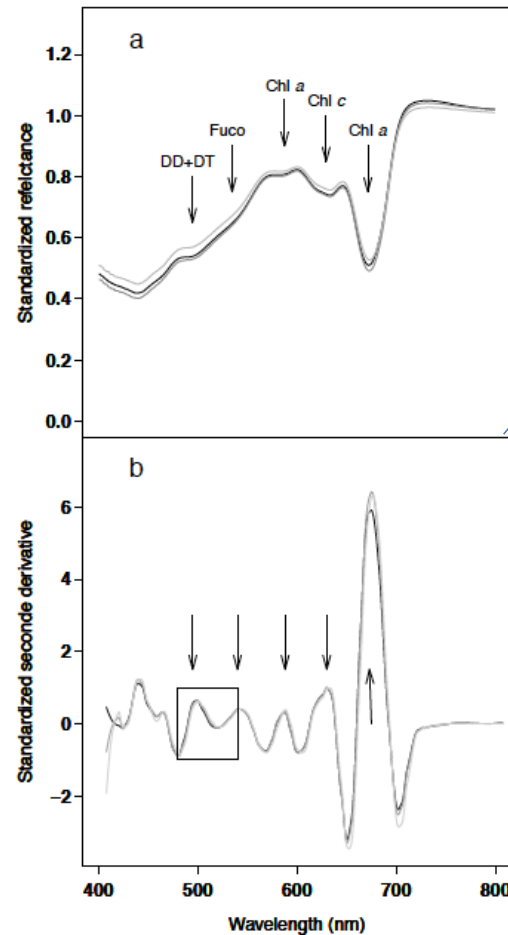 a
1.2
1.0
0.8
0.6
0.4
0.2
0.0
Standardized refelctance
DD+DT
Fuco
Chl a
Chl c
Chl a
b
6
4
2
0
−2
Standardized seconde derivative
400
500
600
700
800
Wavelength (nm)